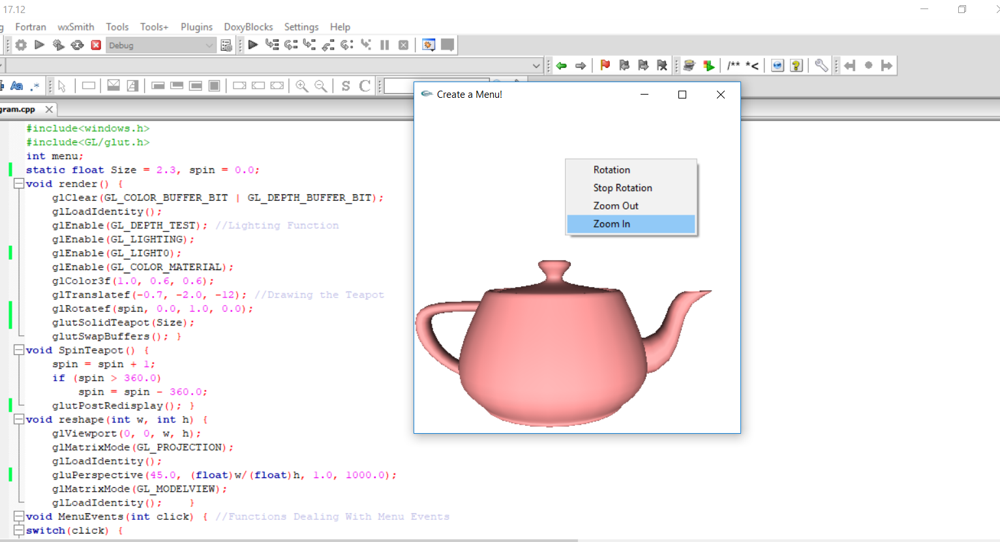 17.12
g Fortran wxSmith Tools Tools+ Plugins DoxyBlocks Settings Help
Debug
/** *<
Aa .* S C
gram.cpp
#include<windows.h>
#include<GL/glut.h>
int menu;
static float Size = 2.3, spin = 0.0;
void render() {
glClear(GL_COLOR_BUFFER_BIT | GL_DEPTH_BUFFER_BIT);
glLoadIdentity();
glEnable(GL_DEPTH_TEST); //Lighting Function
glEnable(GL_LIGHTING);
glEnable(GL_LIGHT0);
glEnable(GL_COLOR_MATERIAL);
glColor3f(1.0, 0.6, 0.6);
glTranslatef(-0.7, -2.0, -12); //Drawing the Teapot
glRotatef(spin, 0.0, 1.0, 0.0);
glutSolidTeapot(Size);
glutSwapBuffers(); }
void SpinTeapot() {
spin = spin + 1;
if (spin > 360.0)
spin = spin - 360.0;
glutPostRedisplay(); }
void reshape(int w, int h) {
glViewport(0, 0, w, h);
glMatrixMode(GL_PROJECTION);
glLoadIdentity();
gluPerspective(45.0, (float)w/(float)h, 1.0, 1000.0);
glMatrixMode(GL_MODELVIEW);
glLoadIdentity(); }
void MenuEvents(int click) { //Functions Dealing With Menu Events
switch(click) {
Create a Menu!
Rotation
Stop Rotation
Zoom Out
Zoom In